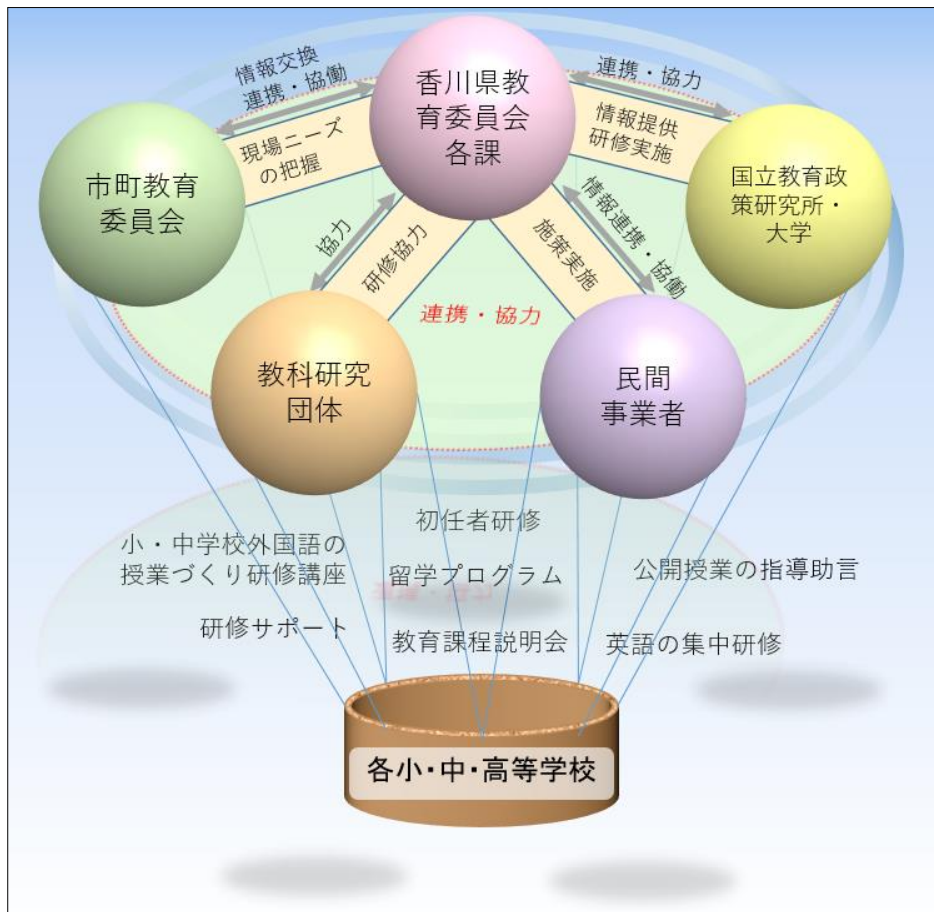 情報交換
連携・協働
現場ニーズ
の把握
香川県教
育委員会
各課
連携・協力
情報提供
研修実施
市町教育
委員会
国立教育政
策研究所・
大学
協力
研修協力
施策実施
情報連携・協働
連携・協力
教科研究
団体
民間
事業者
初任者研修
小・中学校外国語の
授業づくり研修講座
留学プログラム
公開授業の指導助言
連携・協力
研修サポート
教育課程説明会
英語の集中研修
各小・中・高等学校